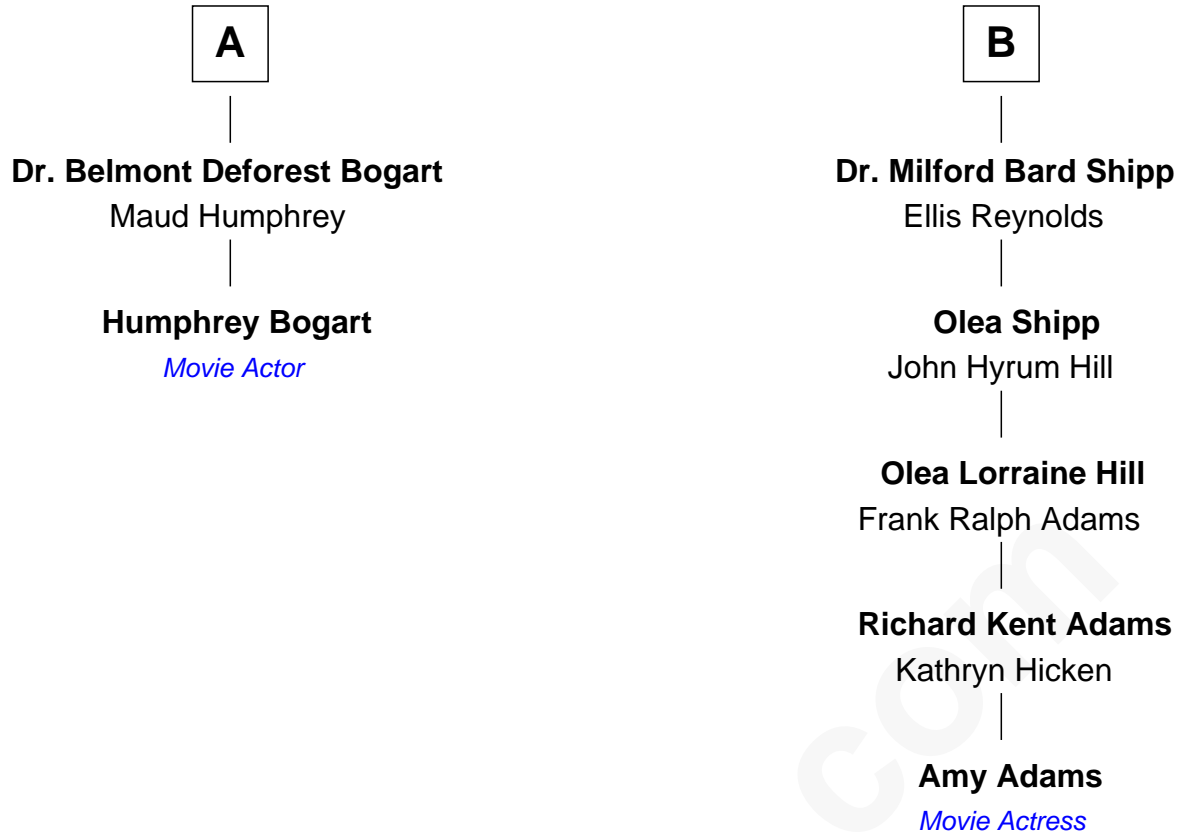 A
Dr. Belmont Deforest Bogart
Maud Humphrey
Humphrey Bogart
Movie Actor
B
Dr. Milford Bard Shipp
Ellis Reynolds
Olea Shipp
John Hyrum Hill
Olea Lorraine Hill
Frank Ralph Adams
Richard Kent Adams
Kathryn Hicken
Amy Adams
Movie Actress
com